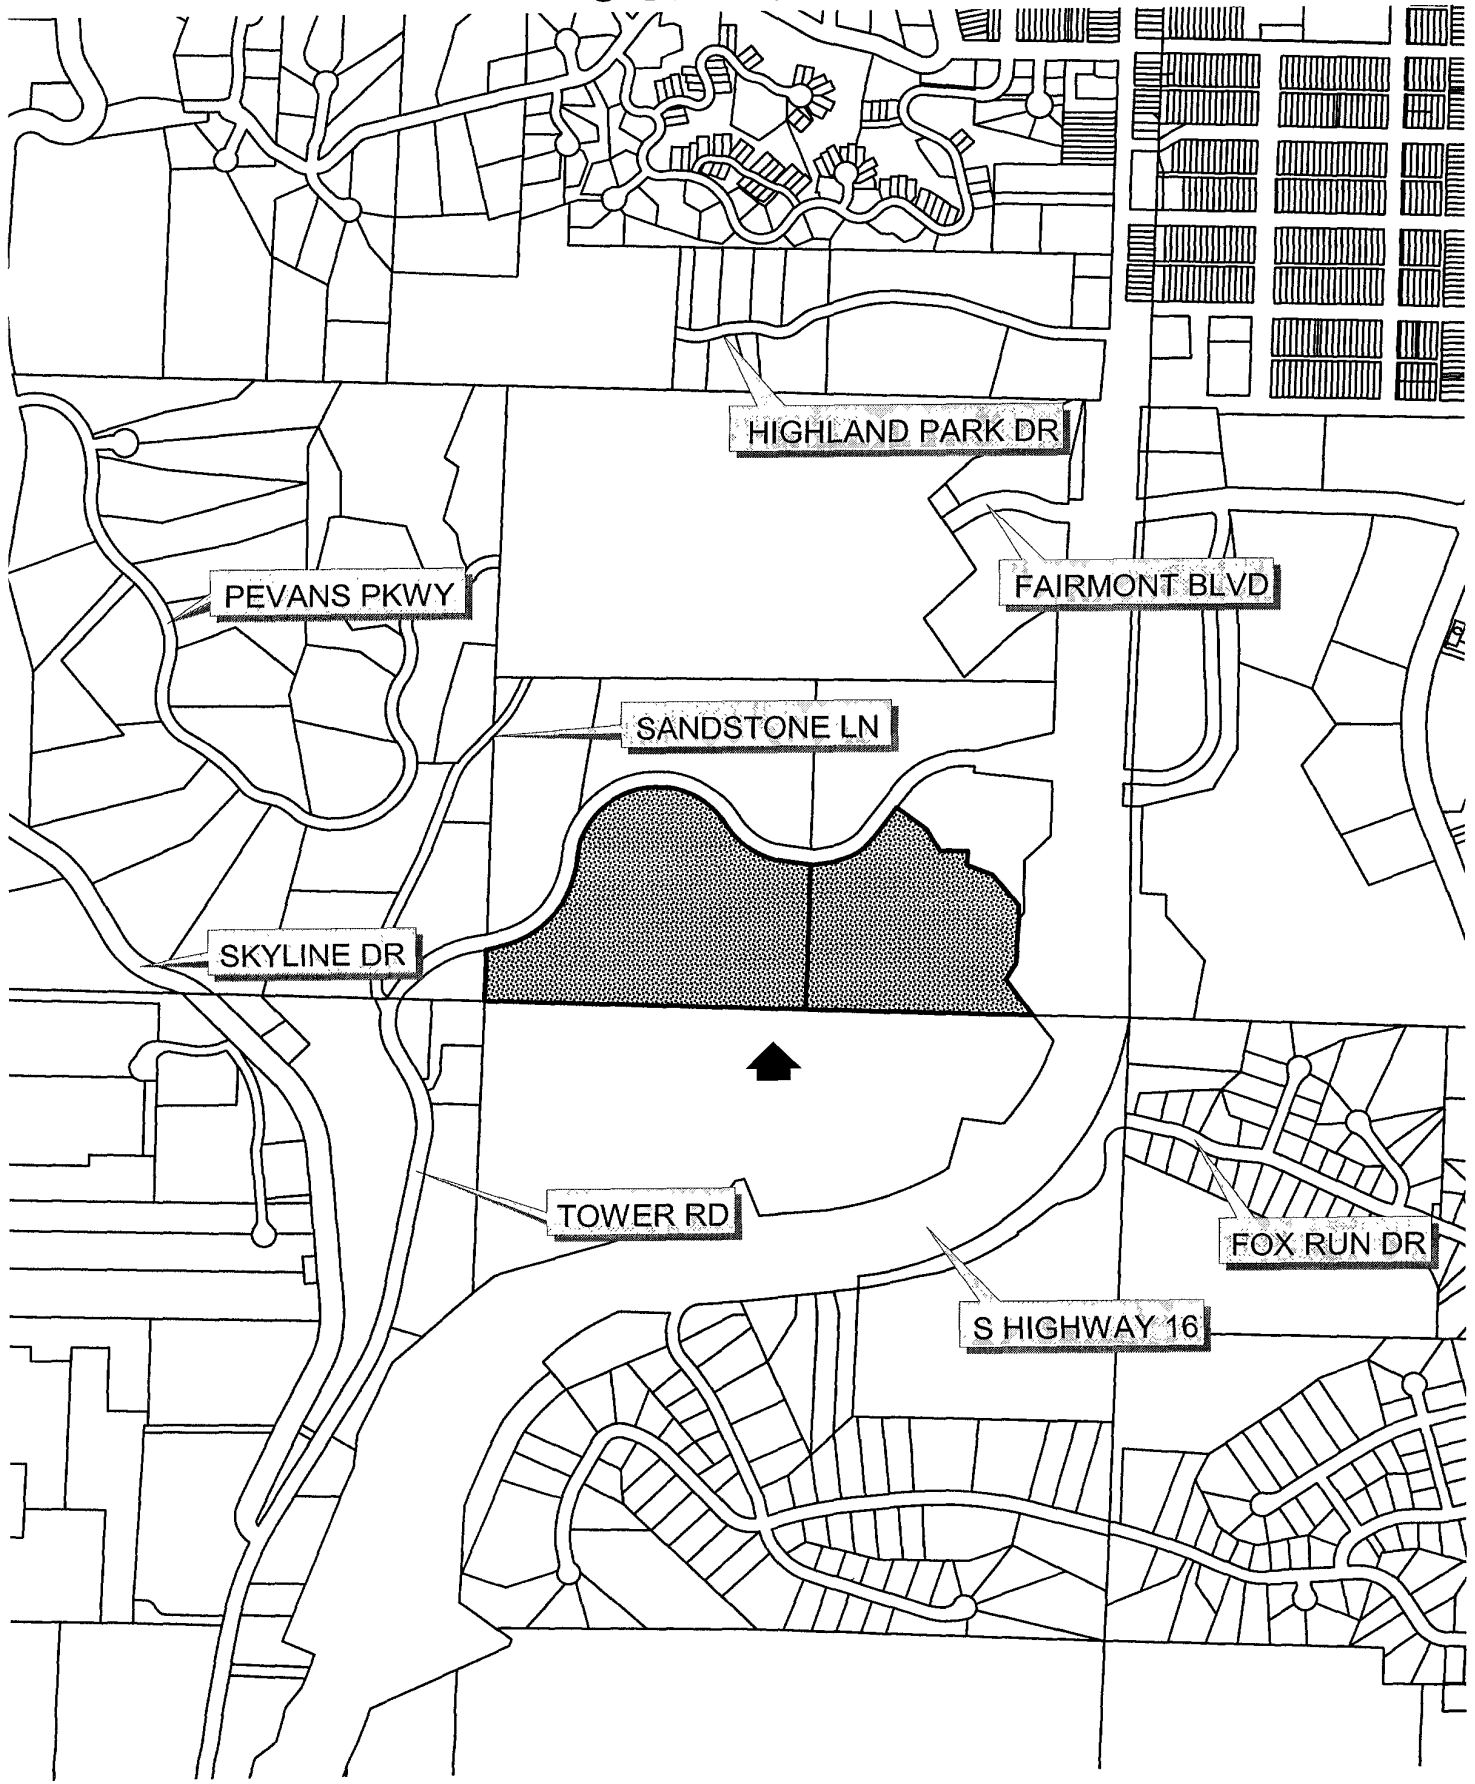 HIGHLAND PARK DR
FAIRMONT BLVD
PEVANS PKWY
SANDSTONE LN
SKYLINE DR
TOWER RD
FOX RUN DR
S HIGHWAY 16